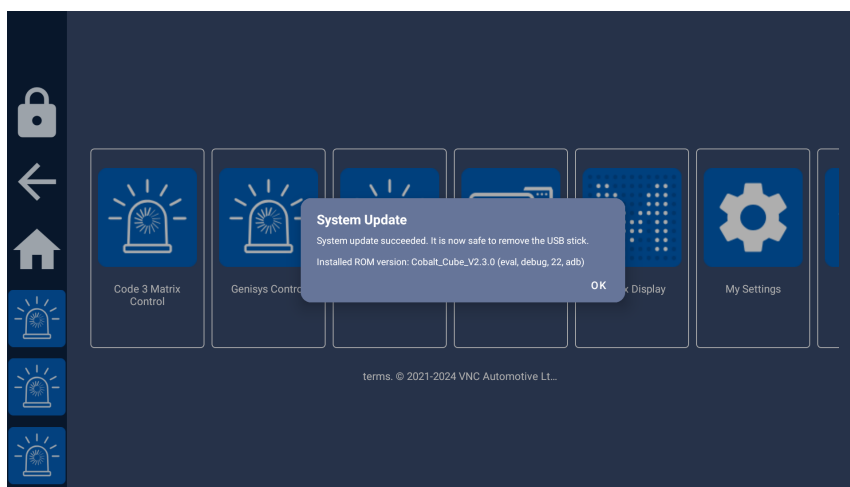 System Update
System update succeeded. It is now safe to remove the USB stick.
Installed ROM version: Cobalt_Cube_V2.3.0 (eval, debug, 22, adb)
OK
Code 3 Matrix
Control
Genisys
Display
My Settings
terms. © 2021-2024 VNC Automotive Lt...